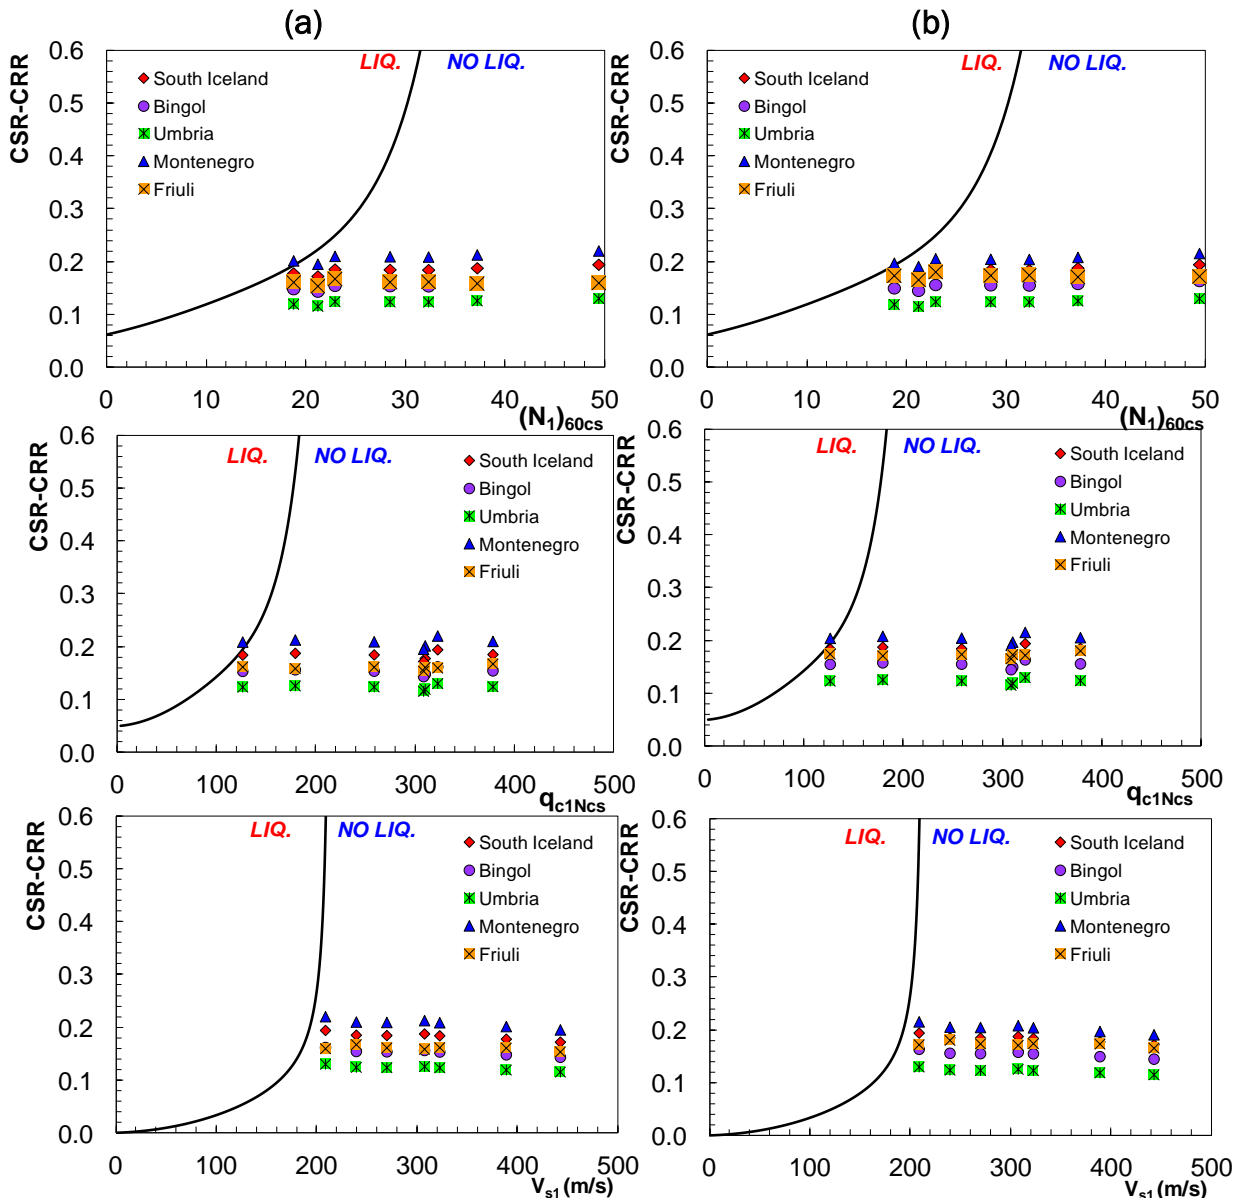 (a)
(b)
CSR-CRR
0.6
0.5
0.4
0.3
0.2
0.1
0.0
LIQ.
NO LIQ.
South Iceland
Bingol
Umbria
Montenegro
Friuli
0 10 20 30 40 50
(N1)60cs
CSR-CRR
0.6
0.5
0.4
0.3
0.2
0.1
0.0
LIQ.
NO LIQ.
South Iceland
Bingol
Umbria
Montenegro
Friuli
0 10 20 30 40 50
(N1)60cs
CSR-CRR
0.6
0.5
0.4
0.3
0.2
0.1
0.0
LIQ.
NO LIQ.
South Iceland
Bingol
Umbria
Montenegro
Friuli
0 100 200 300 400 500
qc1Ncs
CSR-CRR
0.6
0.5
0.4
0.3
0.2
0.1
0.0
LIQ.
NO LIQ.
South Iceland
Bingol
Umbria
Montenegro
Friuli
0 100 200 300 400 500
qc1Ncs
CSR-CRR
0.6
0.5
0.4
0.3
0.2
0.1
0.0
LIQ.
NO LIQ.
South Iceland
Bingol
Umbria
Montenegro
Friuli
0 100 200 300 400 500
Vs1 (m/s)
CSR-CRR
0.6
0.5
0.4
0.3
0.2
0.1
0.0
LIQ.
NO LIQ.
South Iceland
Bingol
Umbria
Montenegro
Friuli
0 100 200 300 400 500
Vs1 (m/s)